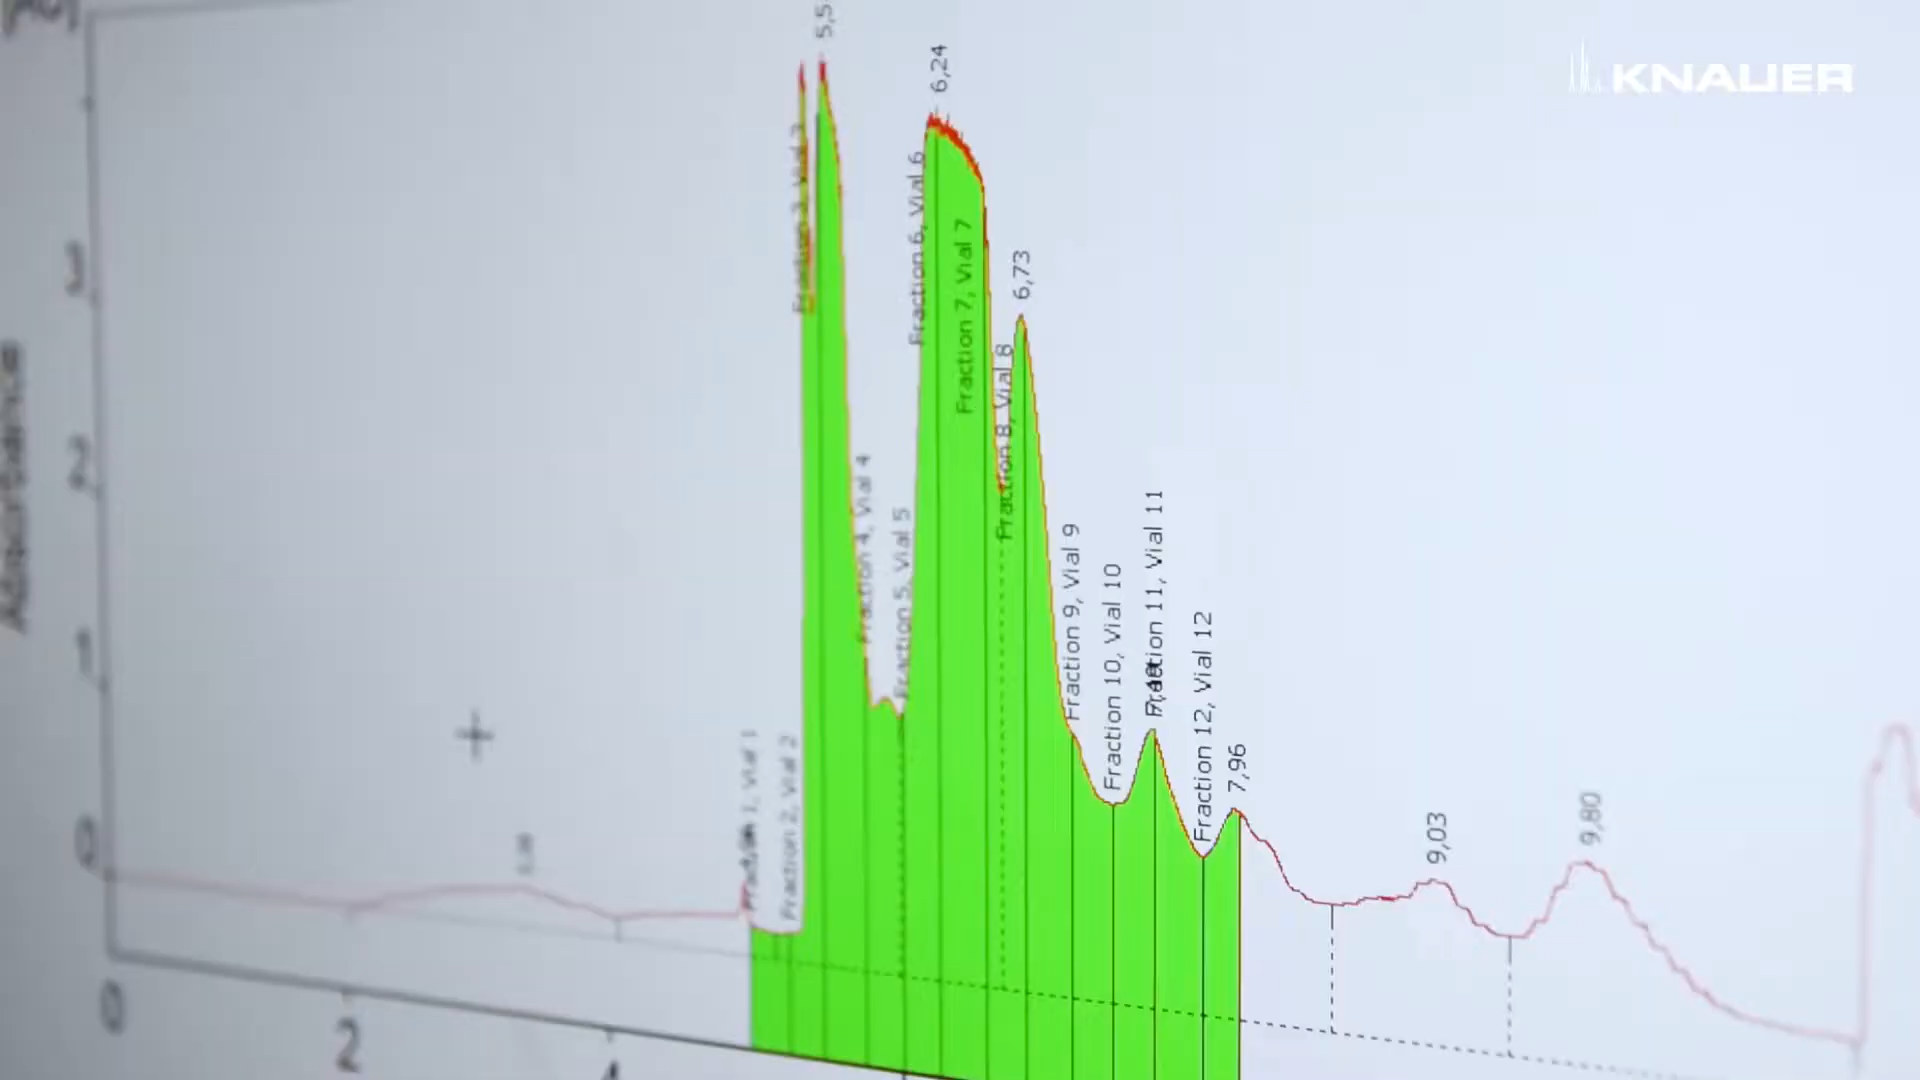 KNAUER
6,24
6,73
7,96
9,03
9,80
Fraction 2, Vial 2
Fraction 4, Vial 4
Fraction 5, Vial 5
Fraction 6, Vial 6
Fraction 7, Vial 7
Fraction 8, Vial 8
Fraction 9, Vial 9
Fraction 10, Vial 10
Fraction 11, Vial 11
Fraction 12, Vial 12
Absorbance
3
2
1
0
0
2